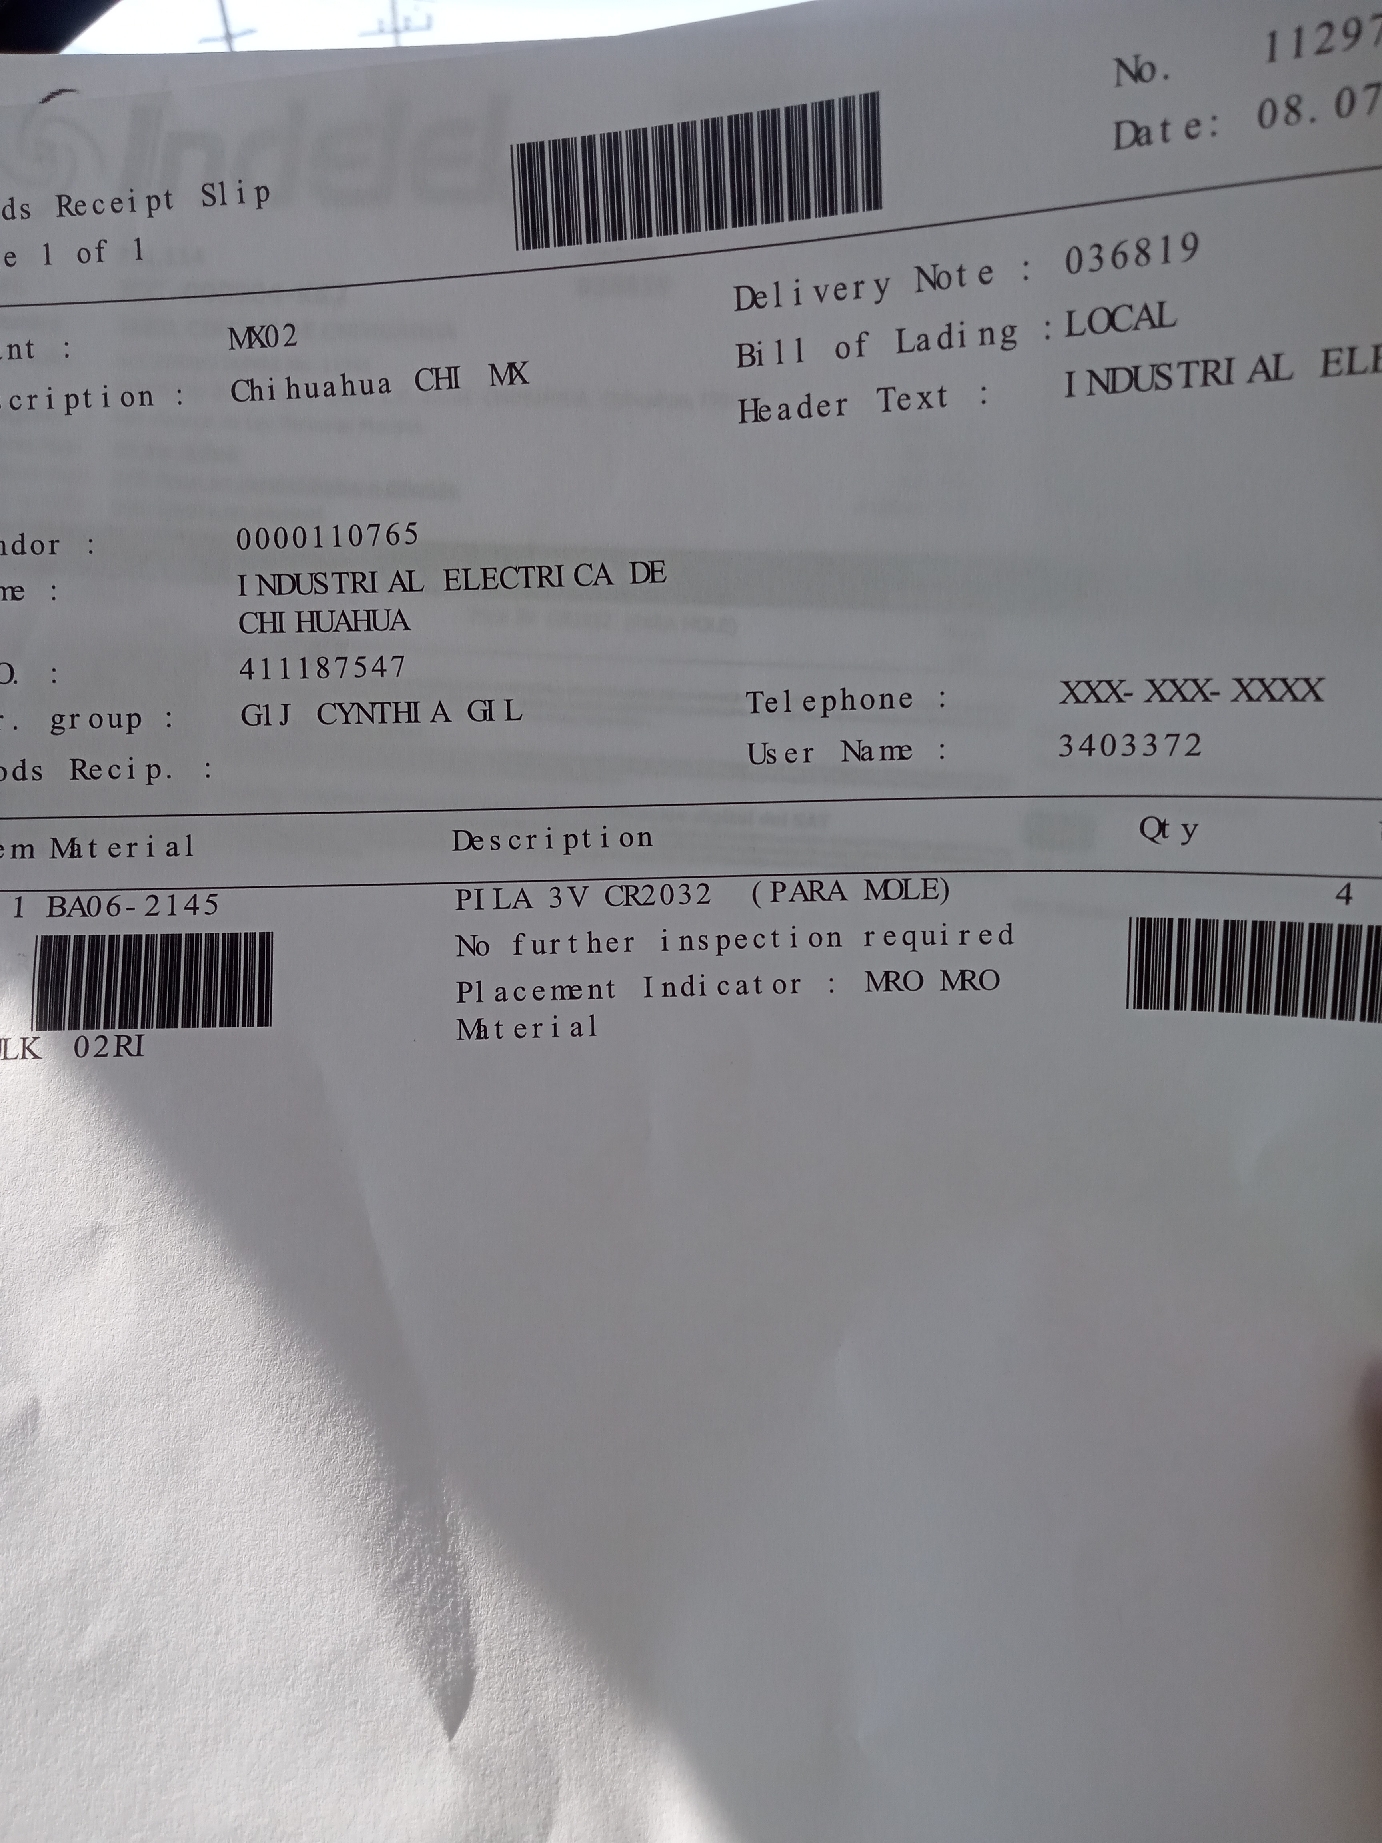 No. 11297
Date: 08.07
ds Receipt Slip
e 1 of 1
Delivery Note : 036819
nt : MX02
Bill of Lading : LOCAL
cription : Chihuahua CHI MX
Header Text : INDUSTRIAL ELE
ndor : 0000110765
me : INDUSTRIAL ELECTRICA DE
CHIHUAHUA
O. : 411187547
r. group : G1J CYNTHIA GIL
Telephone : XXX-XXX-XXXX
ods Recip. :
User Name : 3403372
em Material Description Qty
1 BA06-2145 PILA 3V CR2032 (PARA MOLE) 4
No further inspection required
Placement Indicator : MRO MRO
Material
LK 02RI